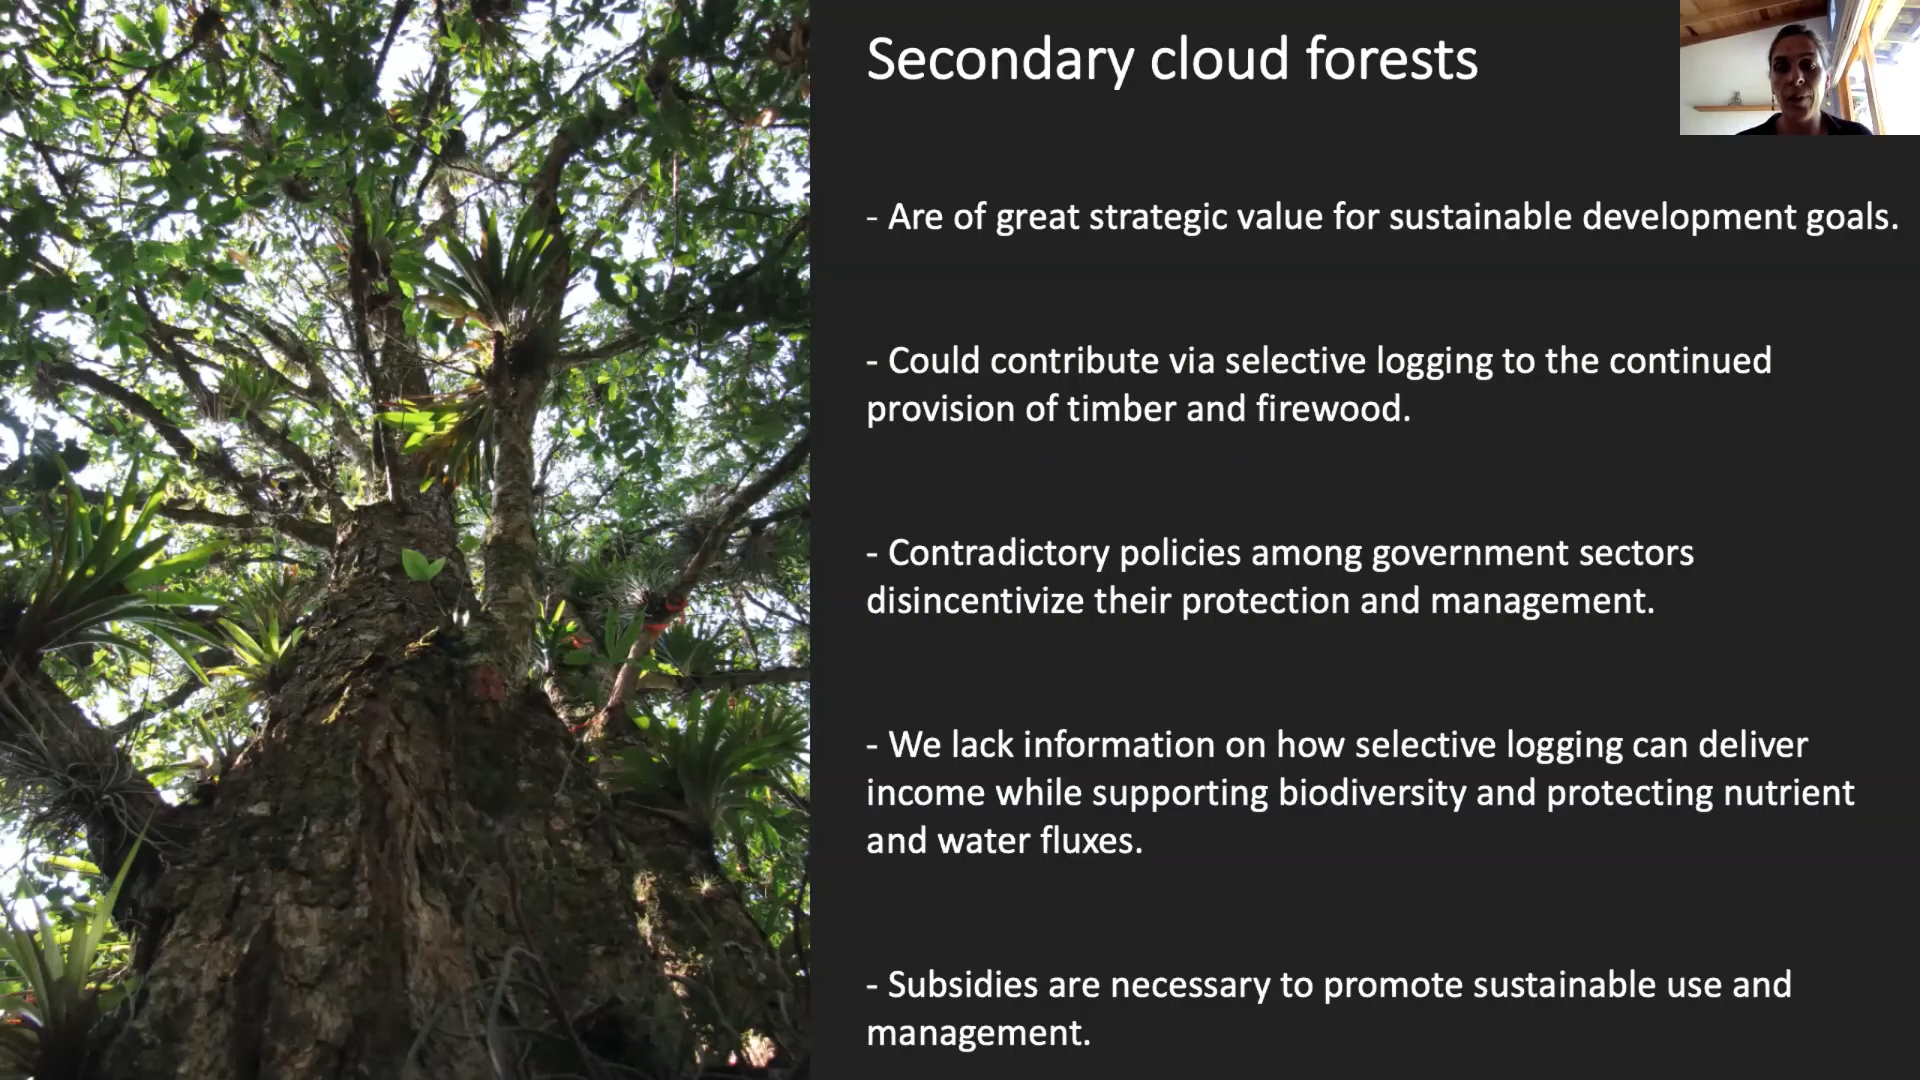 Secondary cloud forests
- Are of great strategic value for sustainable development goals.
- Could contribute via selective logging to the continued
provision of timber and firewood.
- Contradictory policies among government sectors
disincentivize their protection and management.
- We lack information on how selective logging can deliver
income while supporting biodiversity and protecting nutrient
and water fluxes.
- Subsidies are necessary to promote sustainable use and
management.